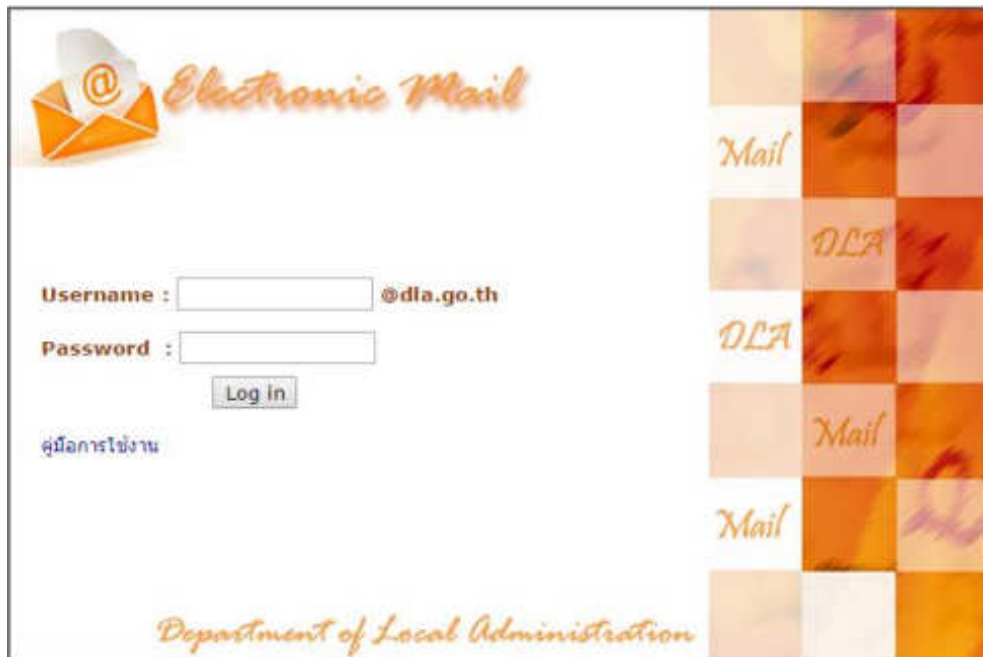 @
Electronic Mail
Mail
DLA
Username : @dla.go.th
DLA
Password :
Log in
Mail
คู่มือการใช้งาน
Mail
Department of Local Administration